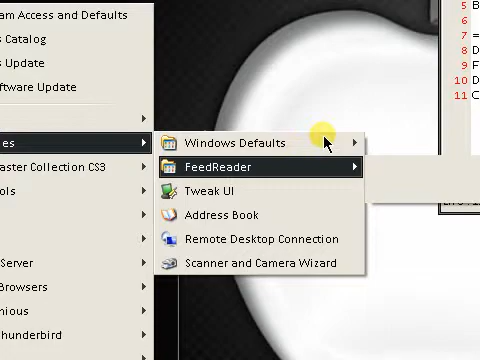 am Access and Defaults
s Catalog
s Update
ftware Update
es
aster Collection CS3
ols
Server
Browsers
nious
hunderbird
Windows Defaults
FeedReader
Tweak UI
Address Book
Remote Desktop Connection
Scanner and Camera Wizard
5 B
6
7 =
8 D
9 F
10 D
11 C